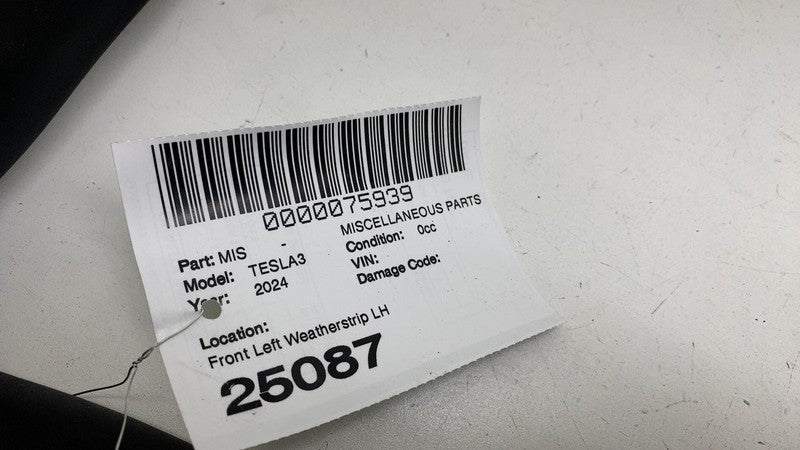 0000075939
Part: MIS - MISCELLANEOUS PARTS
Model: TESLA3 Condition: 0cc
Year: 2024 VIN:
Damage Code:
Location:
Front Left Weatherstrip LH
25087